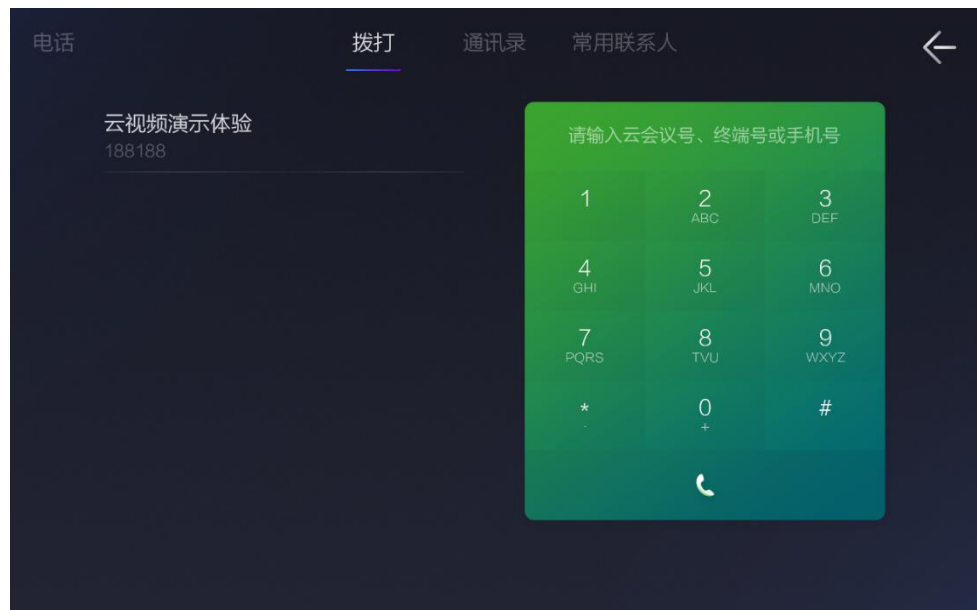 电话 拨打 通讯录 常用联系人
云视频演示体验
188188
请输入云会议号、终端号或手机号
1 2 3
ABC DEF
4 5 6
GHI JKL MNO
7 8 9
PQRS TVU WXYZ
* 0 #
+